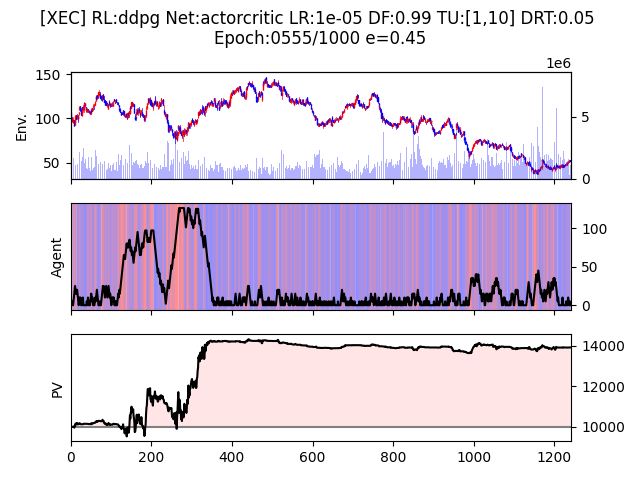 [XEC] RL:ddpg Net:actorcritic LR:1e-05 DF:0.99 TU:[1,10] DRT:0.05
Epoch:0555/1000 e=0.45
1e6
150
100
50
Env.
5
0
Agent
100
50
0
PV
14000
12000
10000
0 200 400 600 800 1000 1200